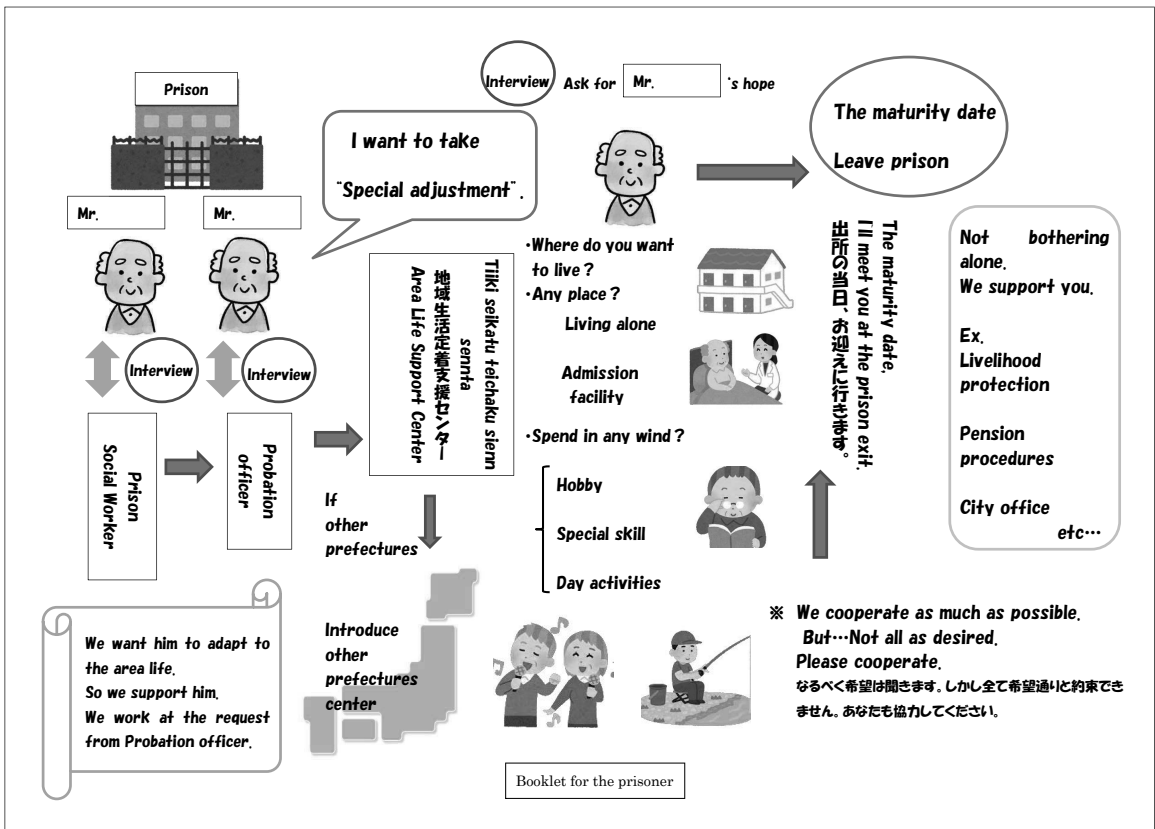 Prison
Mr.
Mr.
Interview
Interview
Prison
Social Worker
Probation
officer
I want to take
"Special adjustment".
Tiiki seikatu teichaku sienn
sennta
地域生活定着支援センター
Area Life Support Center
If
other
prefectures
Introduce
other
prefectures
center
We want him to adapt to
the area life.
So we support him.
We work at the request
from Probation officer.
Interview
Ask for Mr. 's hope
・Where do you want
to live?
・Any place?
Living alone
Admission
facility
・Spend in any wind?
Hobby
Special skill
Day activities
The maturity date
Leave prison
The maturity date,
I'll meet you at the prison exit.
出所の当日、お迎えに行きます。
Not bothering
alone.
We support you.
Ex.
Livelihood
protection
Pension
procedures
City office
etc…
※ We cooperate as much as possible.
But…Not all as desired.
Please cooperate.
なるべく希望は聞きます。しかし全て希望通りと約束でき
ません。あなたも協力してください。
Booklet for the prisoner